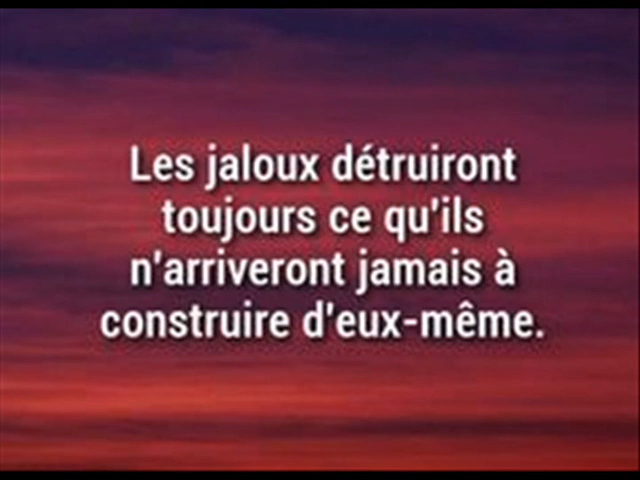 Les jaloux détruiront
toujours ce qu'ils
n'arriveront jamais à
construire d'eux-même.